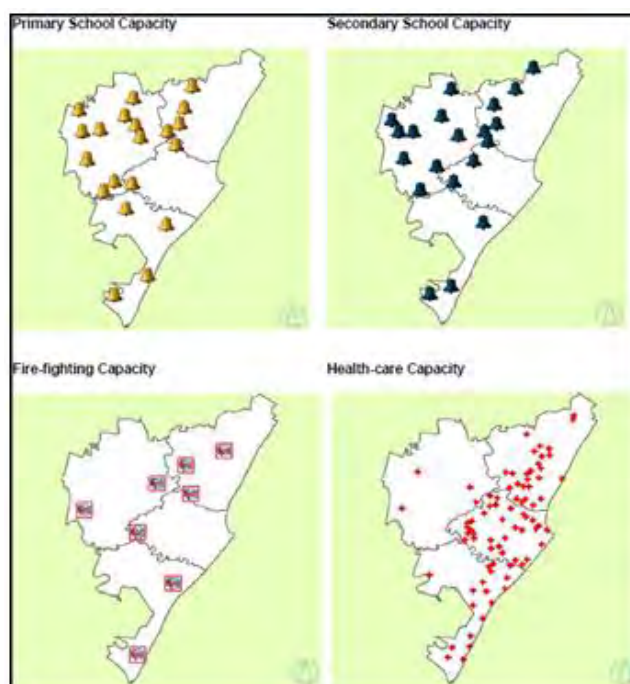 Primary School Capacity
Secondary School Capacity
Fire-fighting Capacity
Health-care Capacity